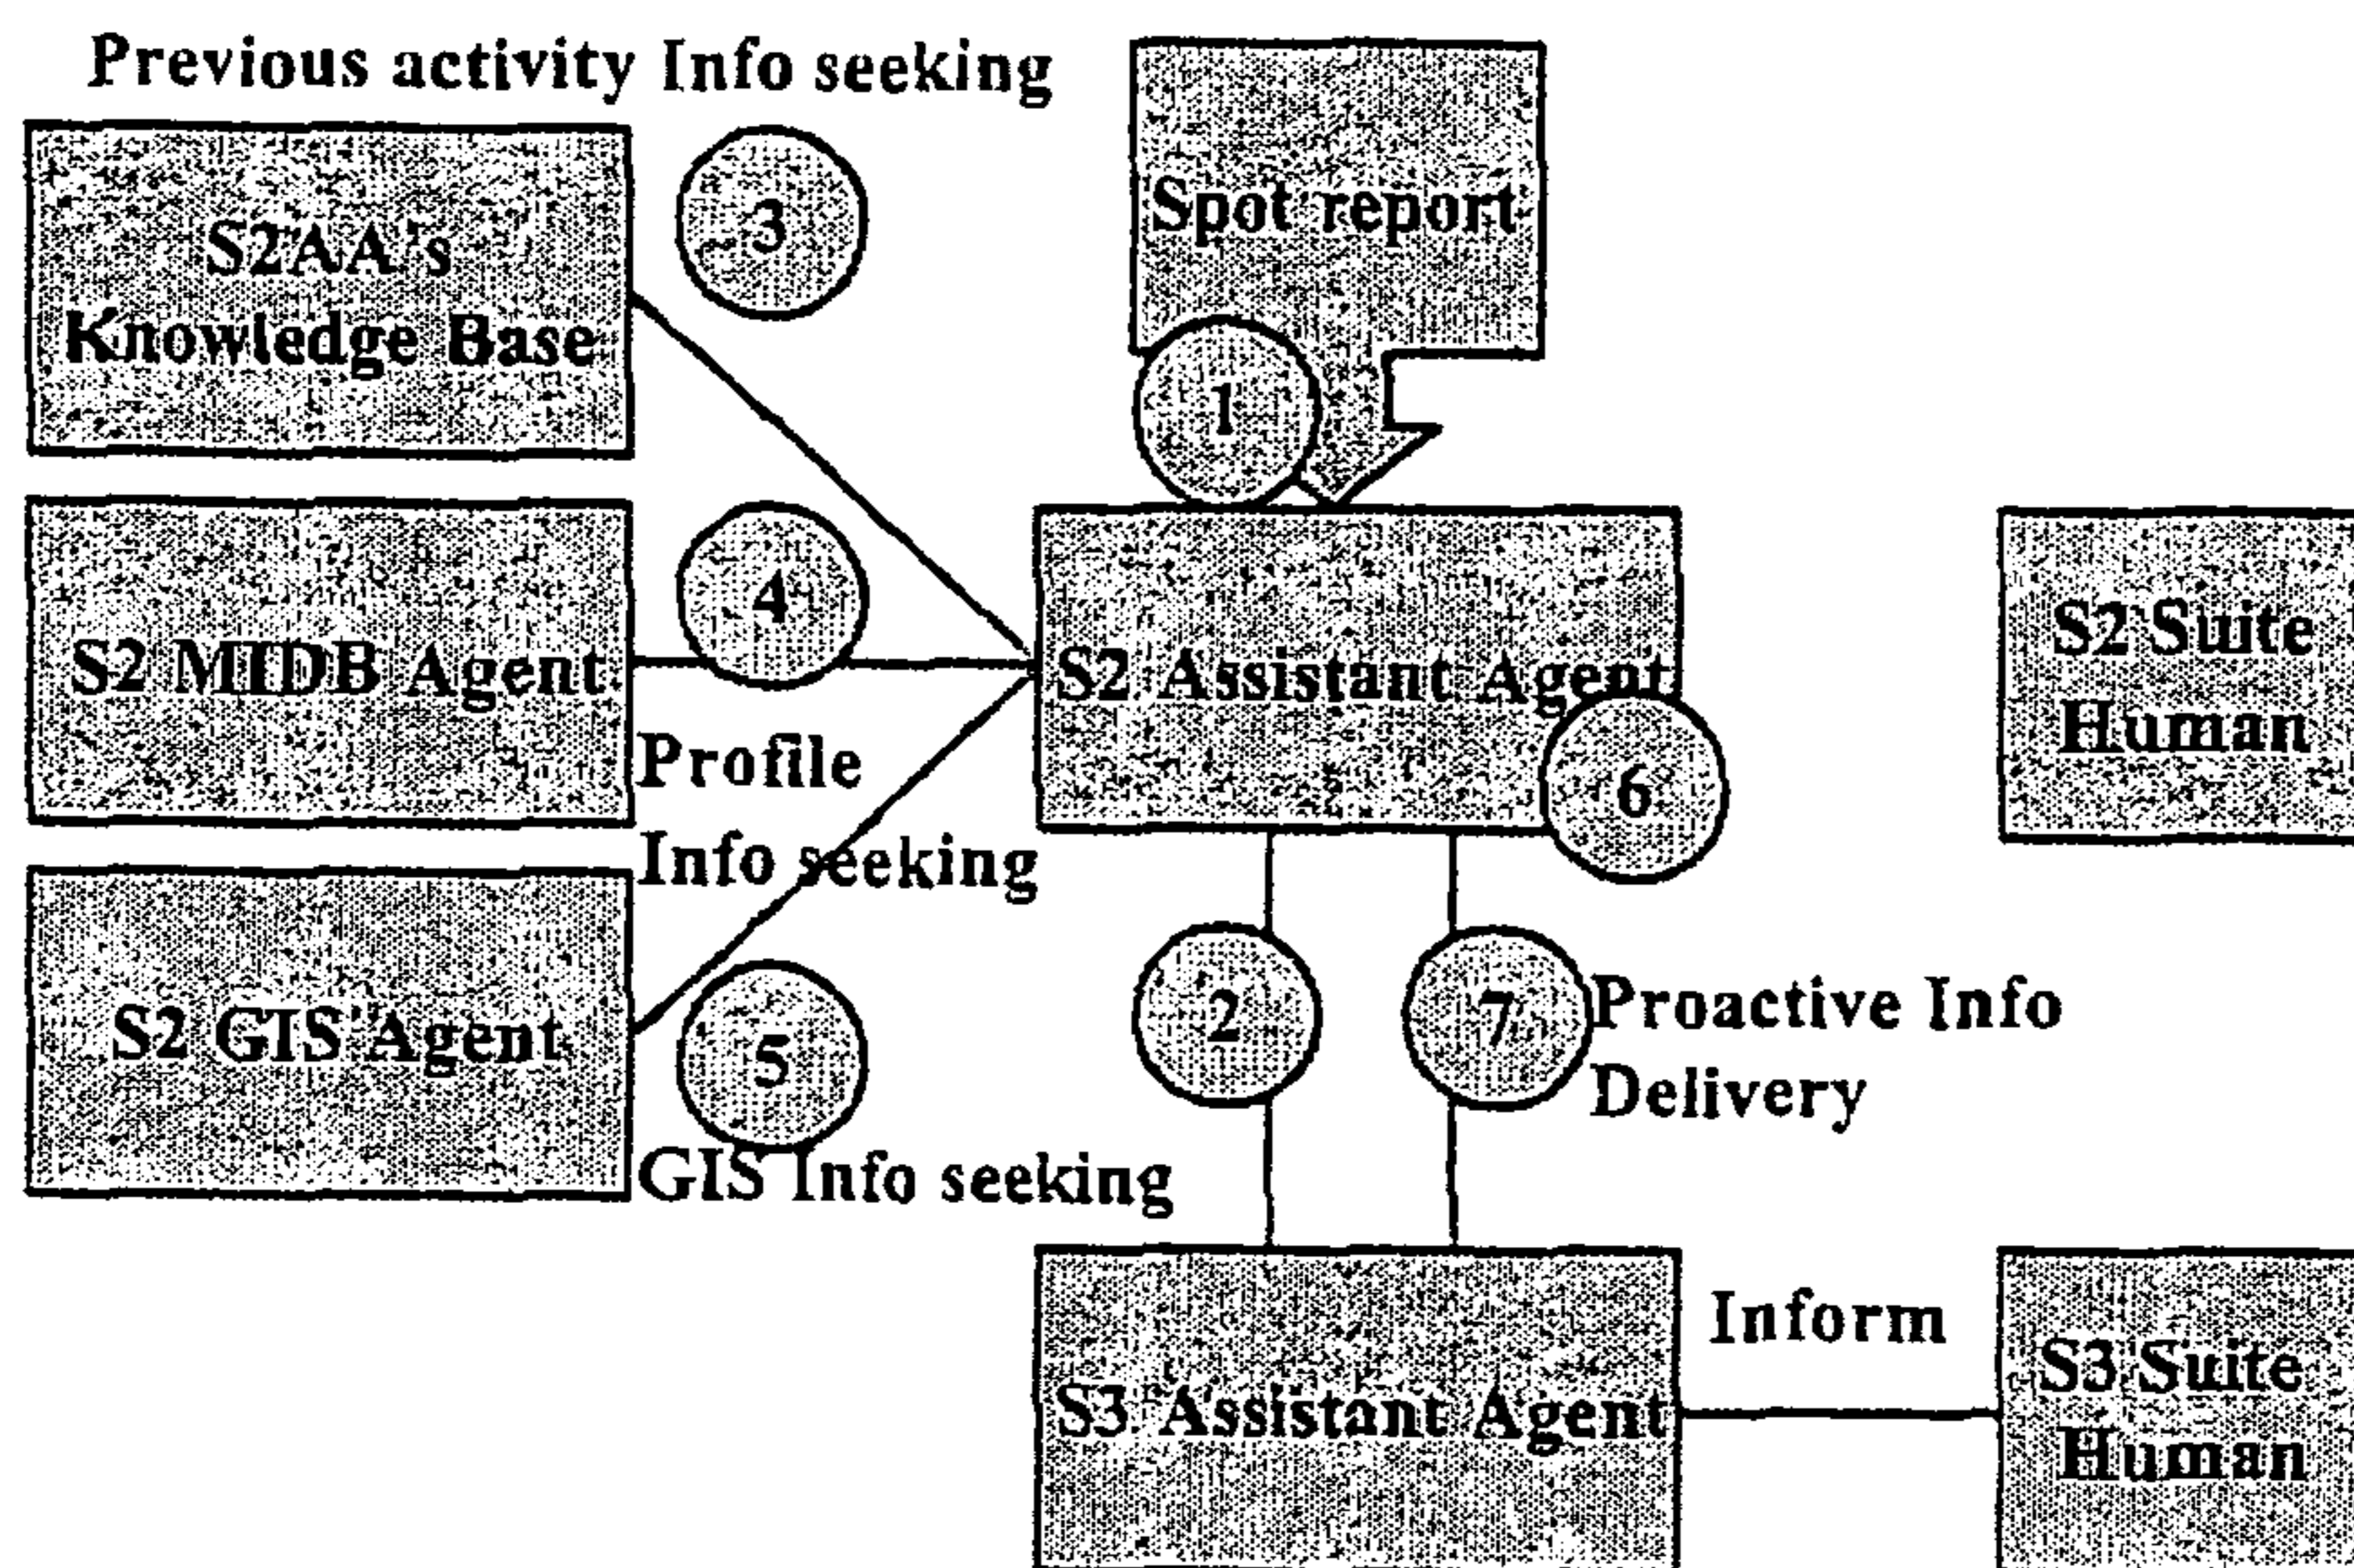 Previous activity Info seeking
3
Spot report
1
S2AA's
Knowledge Base
4
S2 MIDB Agent
Profile
Info seeking
S2 Assistant Agent
6
S2 Suite
Human
S2 GIS Agent
5
GIS Info seeking
2
7
Proactive Info
Delivery
S3 Assistant Agent
Inform
S3 Suite
Human